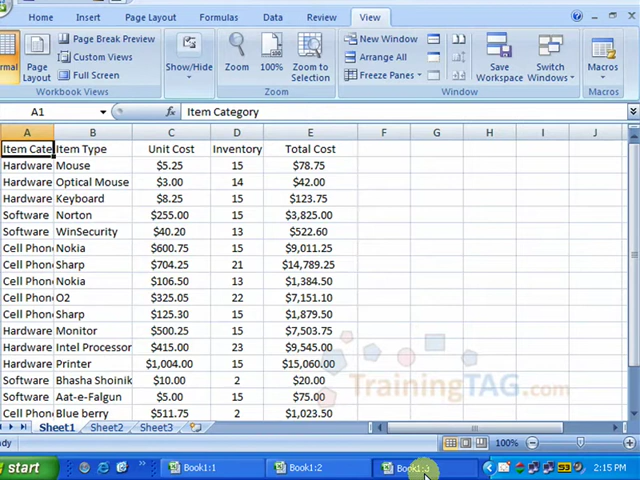 Home Insert Page Layout Formulas Data Review View
Page Layout
Page Break Preview
Custom Views
Full Screen
Workbook Views
Show/Hide
Zoom
100%
Zoom to Selection
Zoom
New Window
Arrange All
Freeze Panes
Save Workspace
Switch Windows
Window
Macros
Macros
A1 fx Item Category
A B C D E F G H I J
Item Cate Item Type Unit Cost Inventory Total Cost
Hardware Mouse $5.25 15 $78.75
Hardware Optical Mouse $3.00 14 $42.00
Hardware Keyboard $8.25 15 $123.75
Software Norton $255.00 15 $3,825.00
Software WinSecurity $40.20 13 $522.60
Cell Phon Nokia $600.75 15 $9,011.25
Cell Phon Sharp $704.25 21 $14,789.25
Cell Phon Nokia $106.50 13 $1,384.50
Cell Phon O2 $325.05 22 $7,151.10
Cell Phon Sharp $125.30 15 $1,879.50
Hardware Monitor $500.25 15 $7,503.75
Hardware Intel Processor $415.00 23 $9,545.00
Hardware Printer $1,004.00 15 $15,060.00
Software Bhasha Shoinik $10.00 2 $20.00
Software Aat-e-Falgun $5.00 15 $75.00
Cell Phon Blue berry $511.75 2 $1,023.50
TrainingTAG.com
Sheet1 Sheet2 Sheet3
100%
start Book1:1 Book1:2 2:15 PM